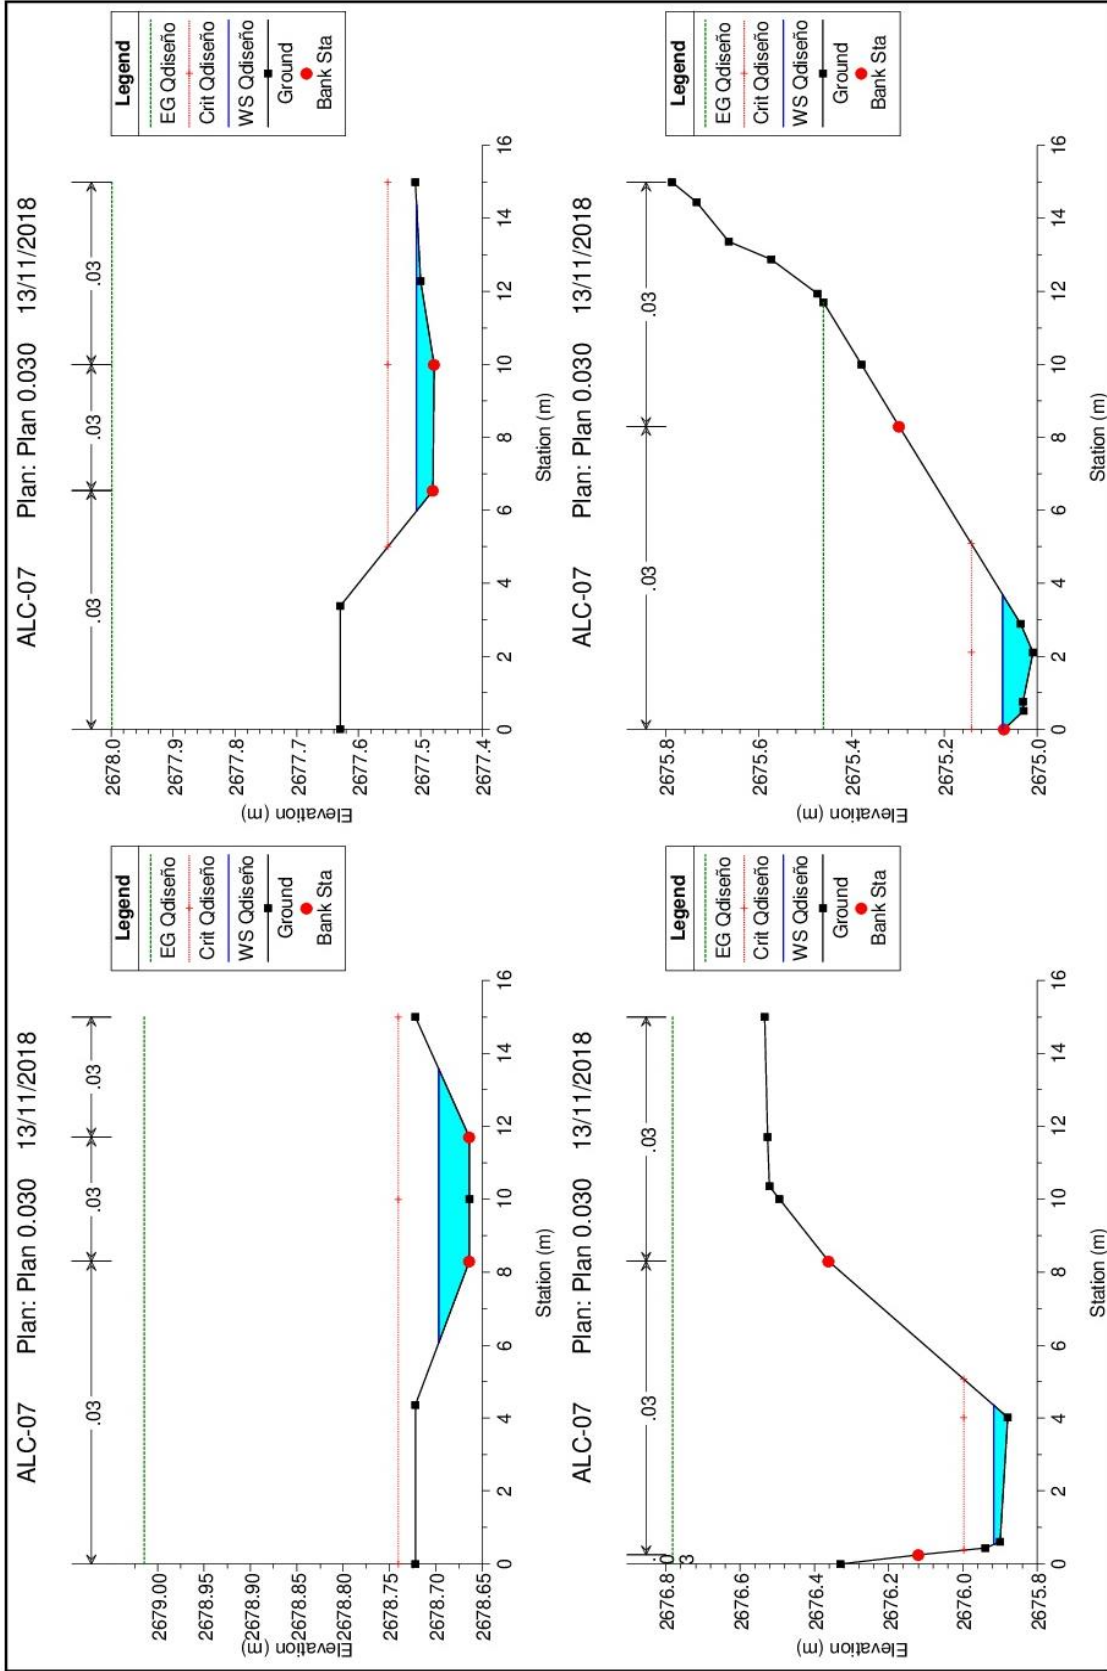 ALC-07 Plan: Plan 0.030 13/11/2018
.03
.03
.03
2679.00
2678.95
2678.90
2678.85
2678.80
2678.75
2678.70
2678.65
Elevation (m)
0 2 4 6 8 10 12 14 16
Station (m)
Legend
EG Qdiseño
Crit Qdiseño
WS Qdiseño
Ground
Bank Sta
ALC-07 Plan: Plan 0.030 13/11/2018
.03
.03
.03
2678.0
2677.9
2677.8
2677.7
2677.6
2677.5
2677.4
Elevation (m)
0 2 4 6 8 10 12 14 16
Station (m)
Legend
EG Qdiseño
Crit Qdiseño
WS Qdiseño
Ground
Bank Sta
ALC-07 Plan: Plan 0.030 13/11/2018
.0
3
.03
.03
2676.8
2676.6
2676.4
2676.2
2676.0
2675.8
Elevation (m)
0 2 4 6 8 10 12 14 16
Station (m)
Legend
EG Qdiseño
Crit Qdiseño
WS Qdiseño
Ground
Bank Sta
ALC-07 Plan: Plan 0.030 13/11/2018
.03
.03
2675.8
2675.6
2675.4
2675.2
2675.0
Elevation (m)
0 2 4 6 8 10 12 14 16
Station (m)
Legend
EG Qdiseño
Crit Qdiseño
WS Qdiseño
Ground
Bank Sta